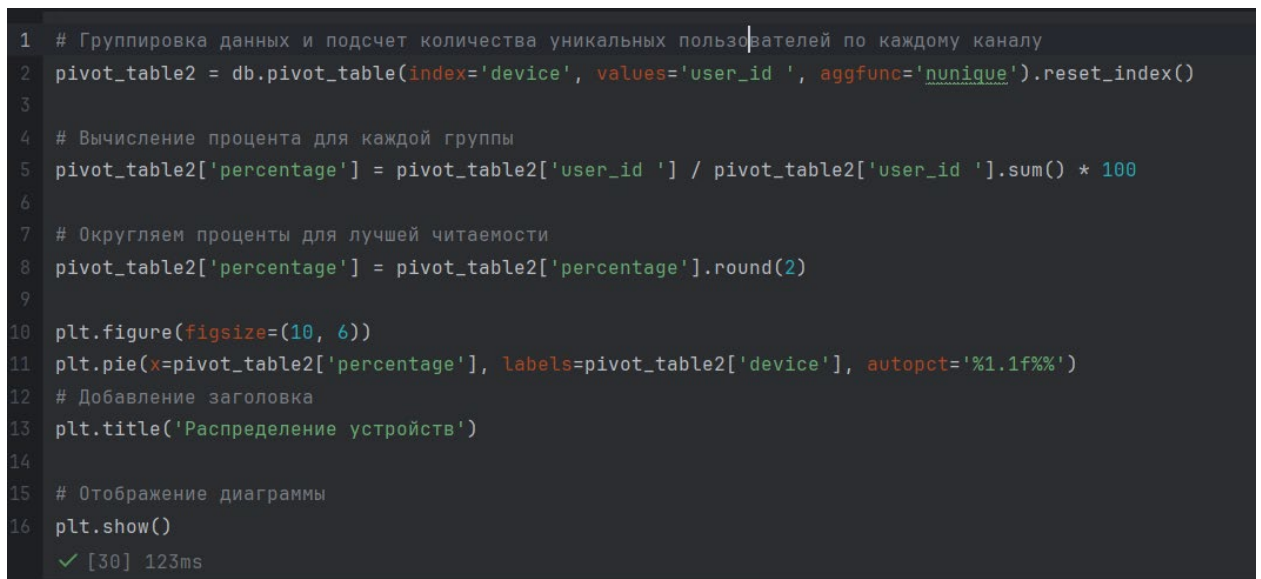 1 # Группировка данных и подсчет количества уникальных пользователей по каждому каналу
2 pivot_table2 = db.pivot_table(index='device', values='user_id ', aggfunc='nunique').reset_index()
3
4 # Вычисление процента для каждой группы
5 pivot_table2['percentage'] = pivot_table2['user_id '] / pivot_table2['user_id '].sum() * 100
6
7 # Округляем проценты для лучшей читаемости
8 pivot_table2['percentage'] = pivot_table2['percentage'].round(2)
9
10 plt.figure(figsize=(10, 6))
11 plt.pie(x=pivot_table2['percentage'], labels=pivot_table2['device'], autopct='%1.1f%%')
12 # Добавление заголовка
13 plt.title('Распределение устройств')
14
15 # Отображение диаграммы
16 plt.show()
✓ [30] 123ms